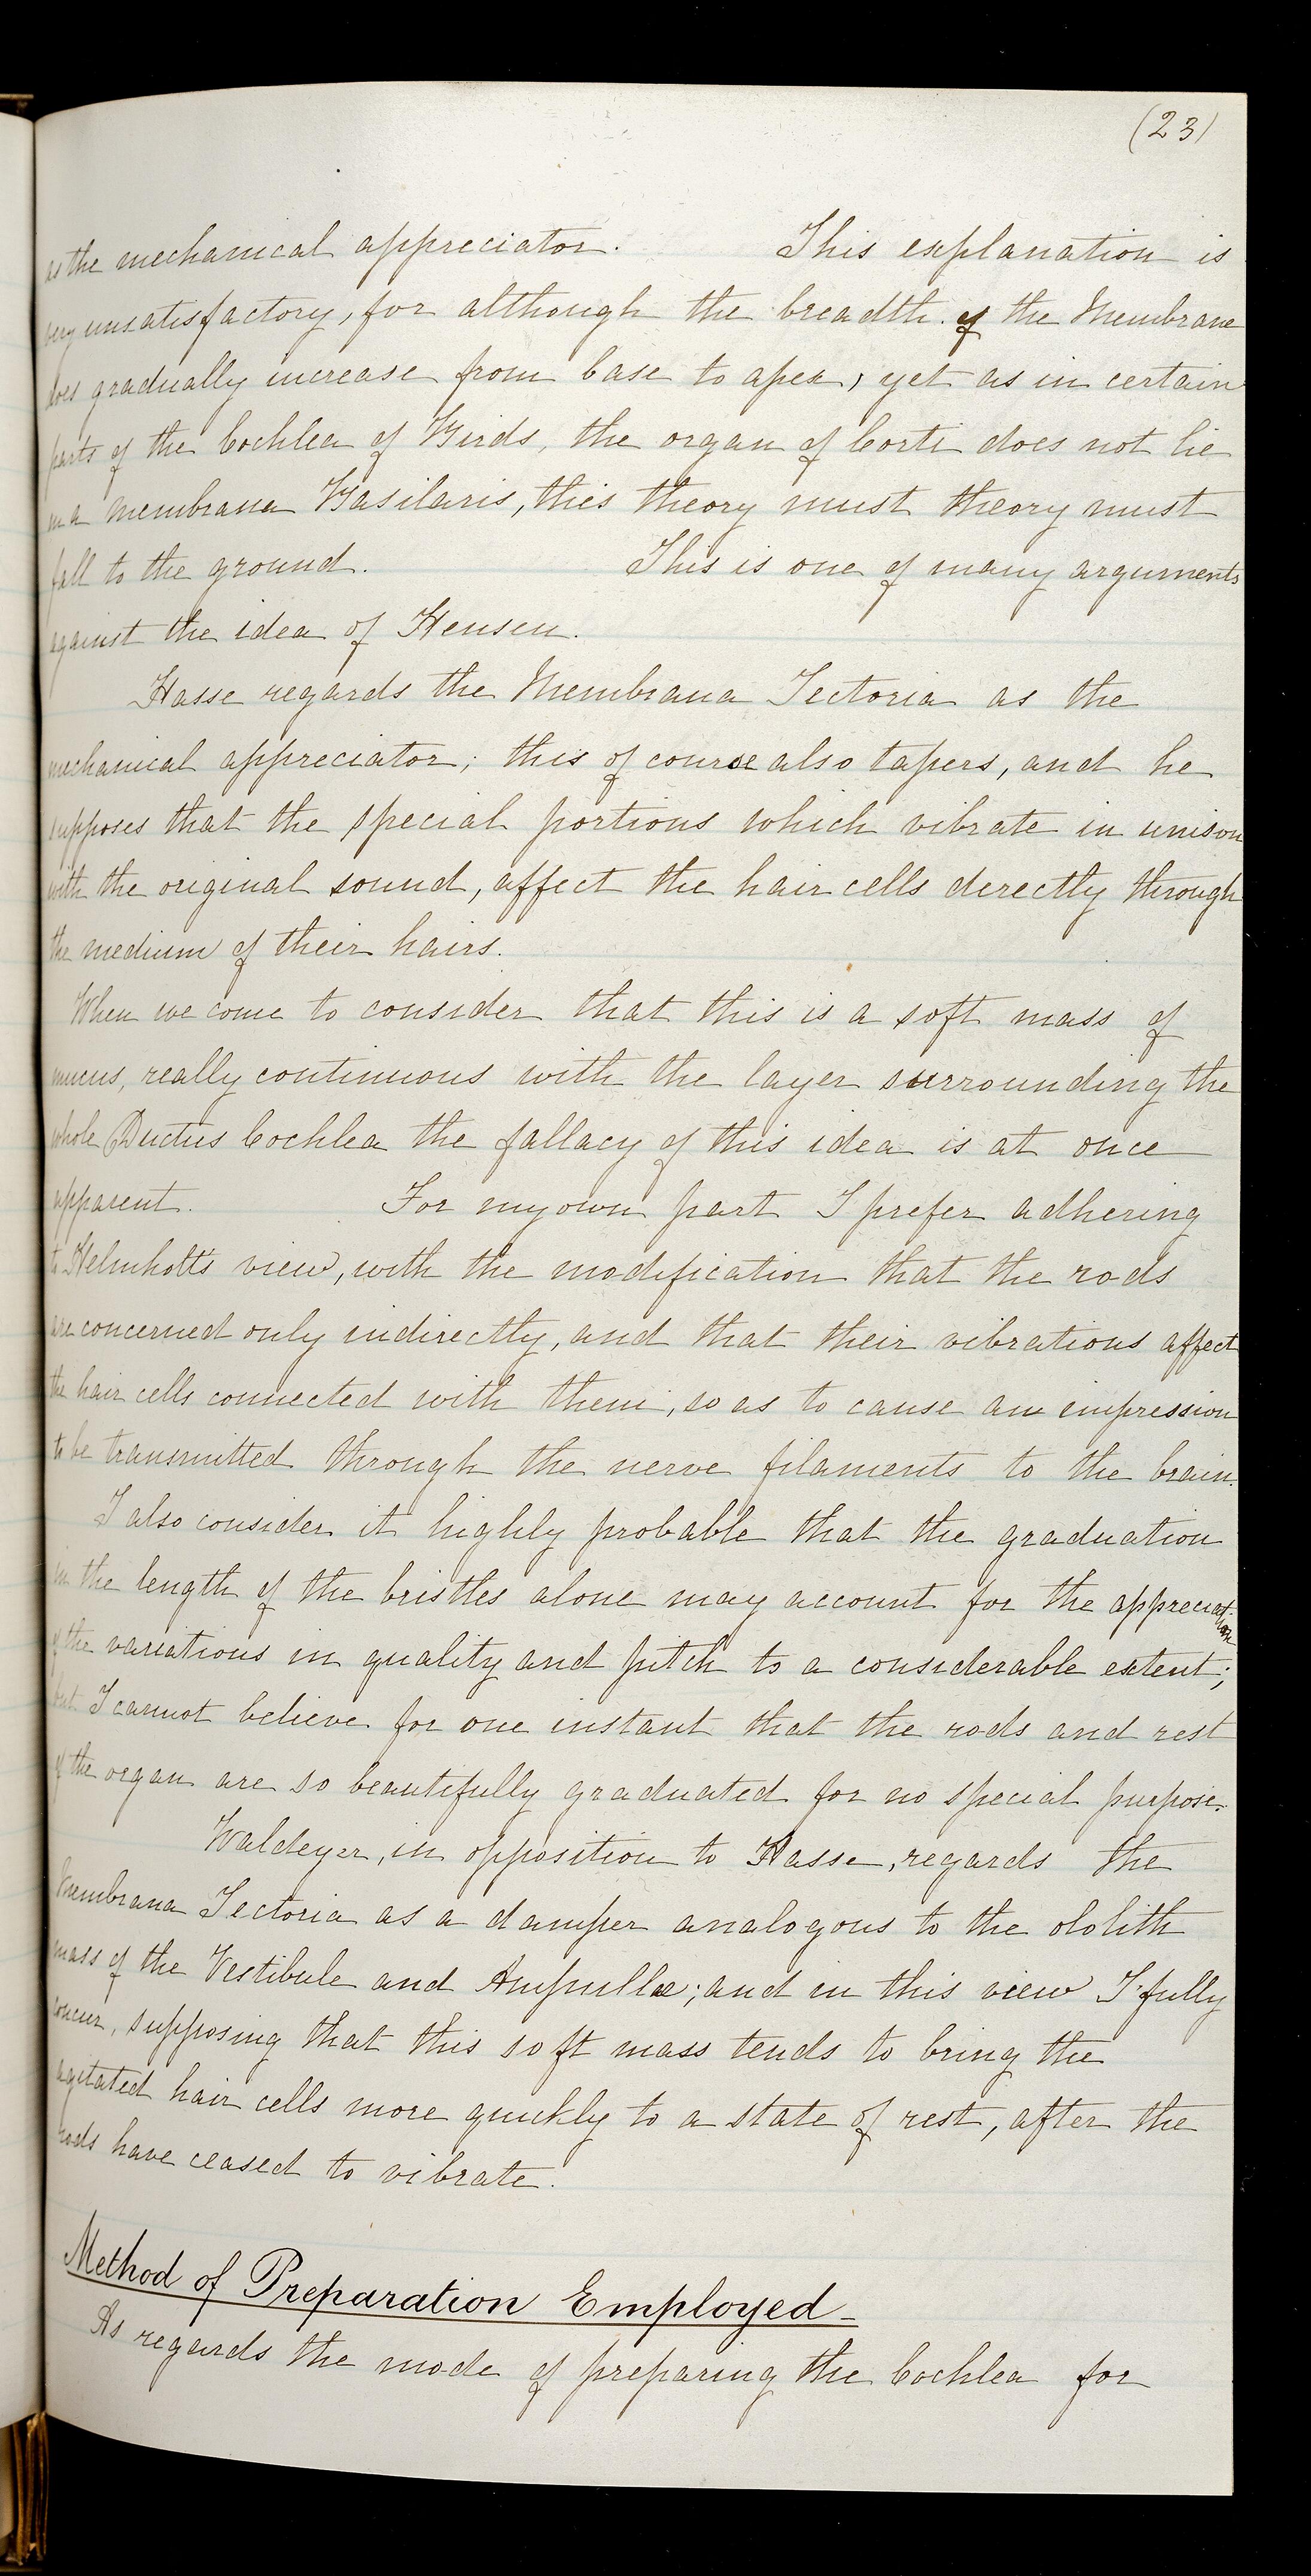 (23)
as the mechanical appreciator. This explanation is
very unsatisfactory, for although the breadth of the Membrane
does gradually increase from base to apex, yet as in certain
parts of the Cochlea of Birds, the organ of Corti does not lie
on a membrana Basilaris, this theory must theory must
fall to the ground. This is one of many arguments
against the idea of Hensen.
Hasse regards the Membrana Tectoria as the
mechanical appreciator; this of course also tapers, and he
supposes that the special portions which vibrate in unison
with the original sound, affect the hair cells derectly through
the medium of their hairs.
When we come to consider that this is a soft mass of
mucus, really continuous with the layer surrounding the
whole Ductus Cochlea the fallacy of this idea is at once
apparent. For my own part I prefer adhering
to Helmholtt's view, with the modification that the rods
are concerned only indirectly, and that their vibrations affect
the hair cells connected with them, so as to cause an impression
to be transmitted through the nerve filaments to the brain.
I also consider it highly probable that the graduation
in the length of the bristles alone may account for the appreciation
of the variations in quality and pitch to a considerable extent;
but I cannot believe for one instant that the rods and rest
of the organ are so beautifully graduated for no special purpose.
Waldeyer, in opposition to Hasse, regards the
Membrana Tectoria as a damper analogous to the otolith
mass of the Vestibule and Ampullæ; and in this view I fully
concur, supposing that this soft mass tends to bring the
agitated hair cells more quickly to a state of rest, after the
rods have ceased to vibrate.
Method of Preparation Employed-
As regards the mode of preparing the Cochlea for